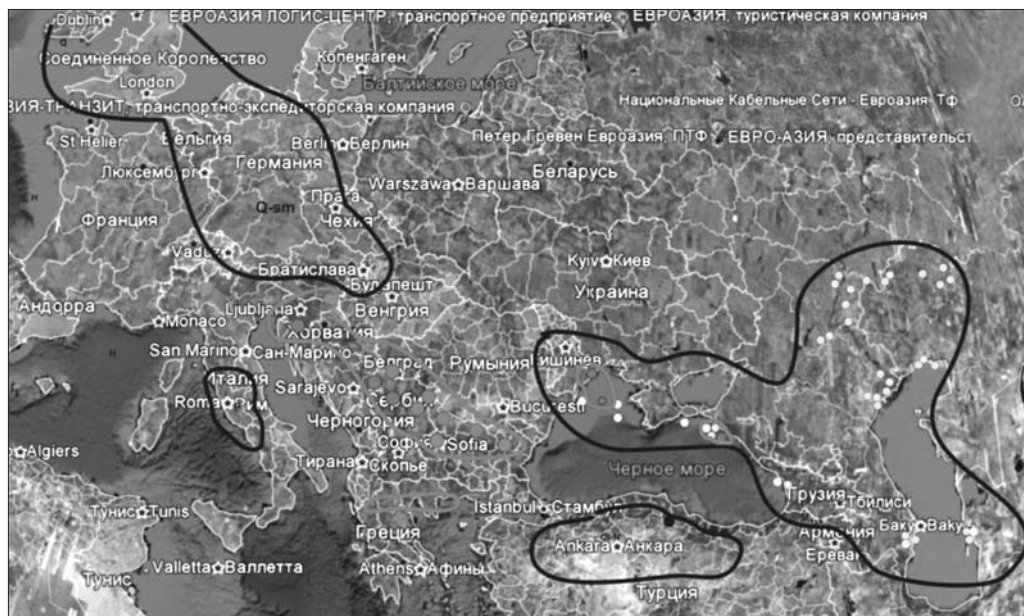 Dublin
ЕВРОАЗИЯ ЛОГИС-ЦЕНТР, транспортное предприятие
ЕВРОАЗИЯ, туристическая компания
Соединенное Королевство
Копенгаген
Балтийское море
London
ЗИЯ-ТРАНЗИТ, транспортно-экспедиторская компания
Национальные Кабельные Сети - Евроазия, ТФ
St Helier
Бельгия
Berlin Берлин
Петер Гревен Евроазия, ПТФ
ЕВРО-АЗИЯ, представительст.
Германия
Люксембург
Warszawa Варшава
Беларусь
Прага
Q-sm
Чехия
Франция
Vaduz
Братислава
Kyiv Киев
Будапешт
Украина
Андорра
Ljubljana
Венгрия
Monaco
Хорватия
San Marino Сан-Марино
Белград
Румыния
Кишинев
Италия
Sarajevo
Сербия
Roma Рим
Bucuresti
Черногория
София Sofia
Algiers
Тирана
Скопье
Черное море
Грузия
Тбилиси
Тунис Tunis
Istanbul Стамбул
Греция
Армения
Баку Baky
Ankara Анкара
Ереван
Valletta Валлетта
Athens Афины
Тунис
Турция